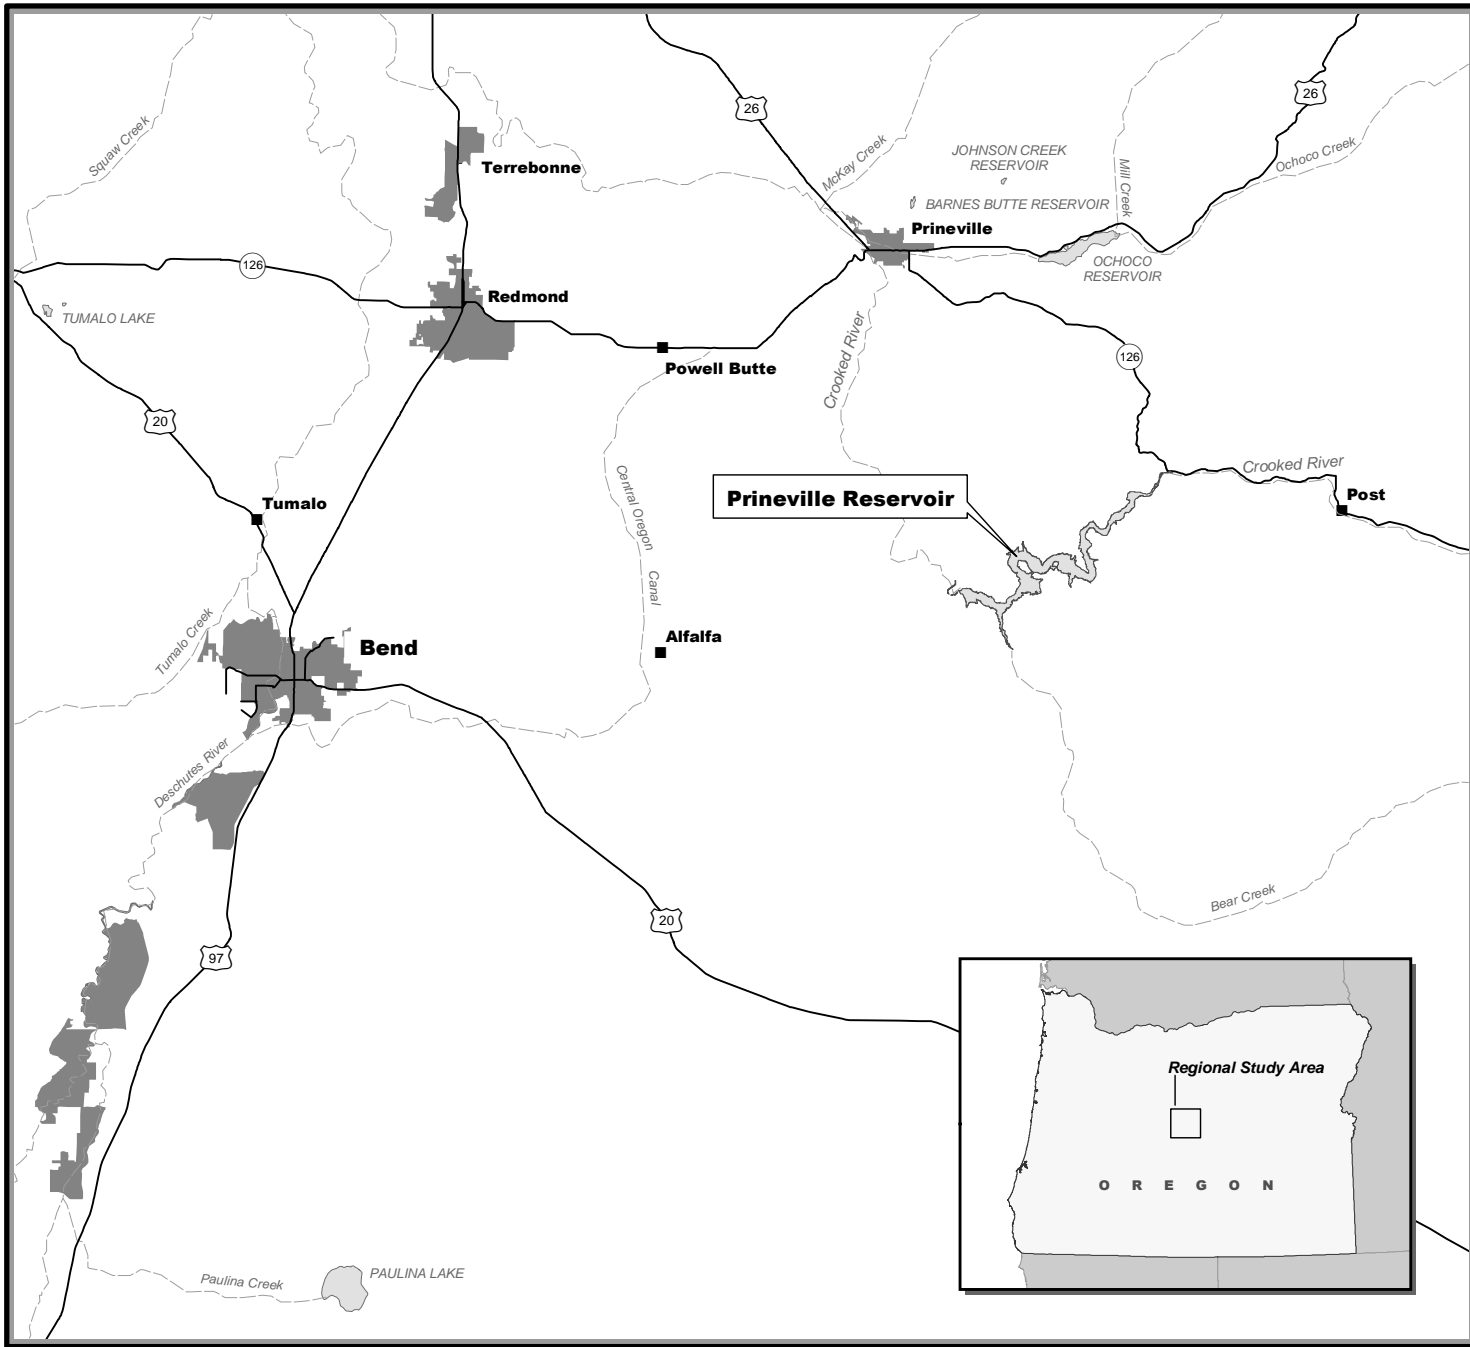 26
26
Squaw Creek
McKay Creek
JOHNSON CREEK
RESERVOIR
Mill Creek
Ochoco Creek
Terrebonne
BARNES BUTTE RESERVOIR
Prineville
126
OCHOCO
RESERVOIR
Redmond
TUMALO LAKE
Powell Butte
Crooked River
126
20
Central Oregon Canal
Crooked River
Prineville Reservoir
Post
Tumalo
Tumalo Creek
Bend
Alfalfa
Deschutes River
Bear Creek
20
97
Regional Study Area
OREGON
Paulina Creek
PAULINA LAKE